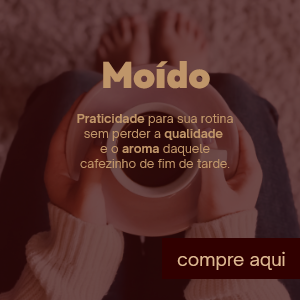 Moído
Praticidade para sua rotina
sem perder a qualidade
e o aroma daquele
cafezinho de fim de tarde.
compre aqui